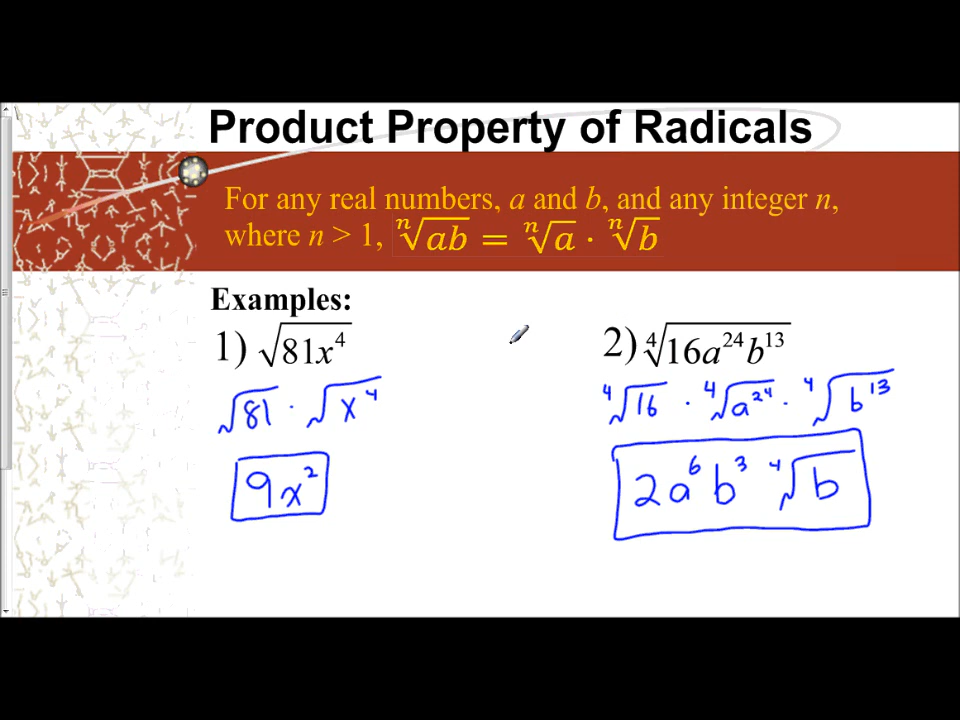 Product Property of Radicals
For any real numbers, a and b, and any integer n,
where n > 1, ⁿ√ab = ⁿ√a · ⁿ√b
Examples:
1) √81x⁴
√81 · √x⁴
9x²
2) ⁴√16a²⁴b¹³
⁴√16 · ⁴√a²⁴ · ⁴√b¹³
2a⁶b³ ⁴√b